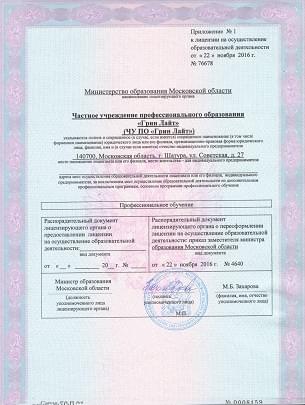 Приложение № 1
к лицензии на осуществление
образовательной деятельности
от « 22 » ноября 2016 г.
№ 76678
Министерство образования Московской области
наименование лицензирующего органа
Частное учреждение профессионального образования
«Грин Лайт»
(ЧУ ПО «Грин Лайт»)
указываются полное и сокращенное (в случае, если имеется) наименование (в том числе
фирменное наименование) юридического лица или его филиала, организационно-правовая форма юридического
лица, фамилия, имя и (в случае если имеется) отчество индивидуального предпринимателя
140700, Московская область, г. Шатура, ул. Советская, д. 27
место нахождения юридического лица или его филиала, место жительства – для индивидуального предпринимателя
адреса мест осуществления образовательной деятельности юридического лица или его филиала, индивидуального
предпринимателя, за исключением мест осуществления образовательной деятельности по дополнительным
профессиональным программам, основным программам профессионального обучения
Профессиональное обучение
Распорядительный документ
лицензирующего органа о
предоставлении лицензии
на осуществление образовательной
деятельности:
вид документа
от «__» 20__г. №
Распорядительный документ
лицензирующего органа о переоформлении
лицензии на осуществление образовательной
деятельности: приказ заместителя министра
образования Московской области
вид документа
от « 22 » ноября 2016 г. № 4640
Министр образования
Московской области
(должность
уполномоченного лица
лицензирующего органа)
(подпись
уполномоченного лица)
М.Б. Захарова
(фамилия, имя, отчество
уполномоченного лица)
М.П.
№ 0008159